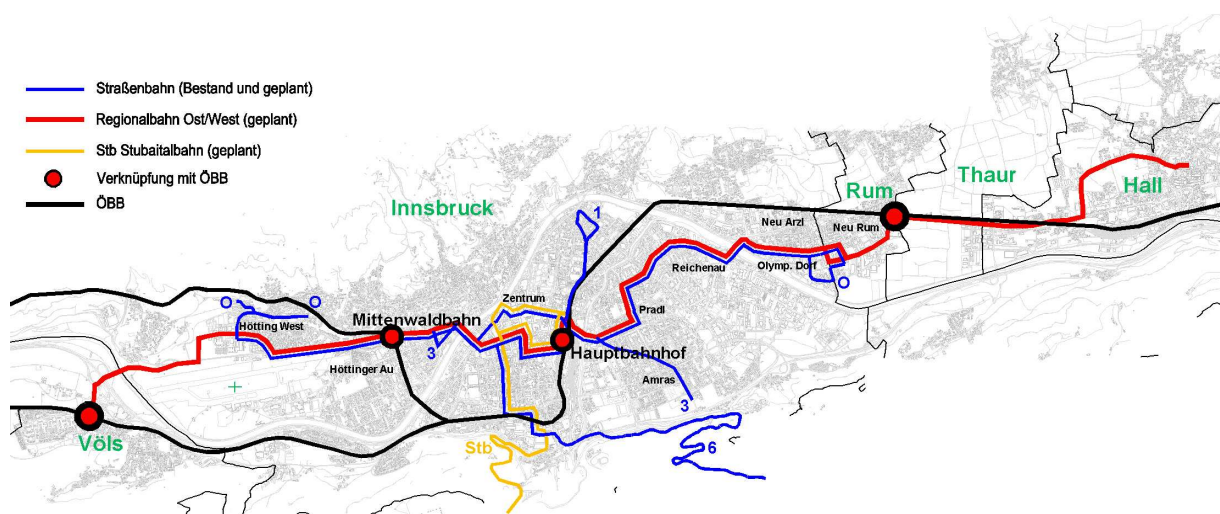 Straßenbahn (Bestand und geplant)
Regionalbahn Ost/West (geplant)
Stb Stubaitalbahn (geplant)
Verknüpfung mit ÖBB
ÖBB
Innsbruck
Rum
Thaur
Hall
1
Neu Arzl
Neu Rum
Reichenau
Olymp. Dorf
O
O
O
Zentrum
Pradl
Hötting West
Mittenwaldbahn
3
Hauptbahnhof
Höttinger Au
Amras
3
Völs
Stb
6